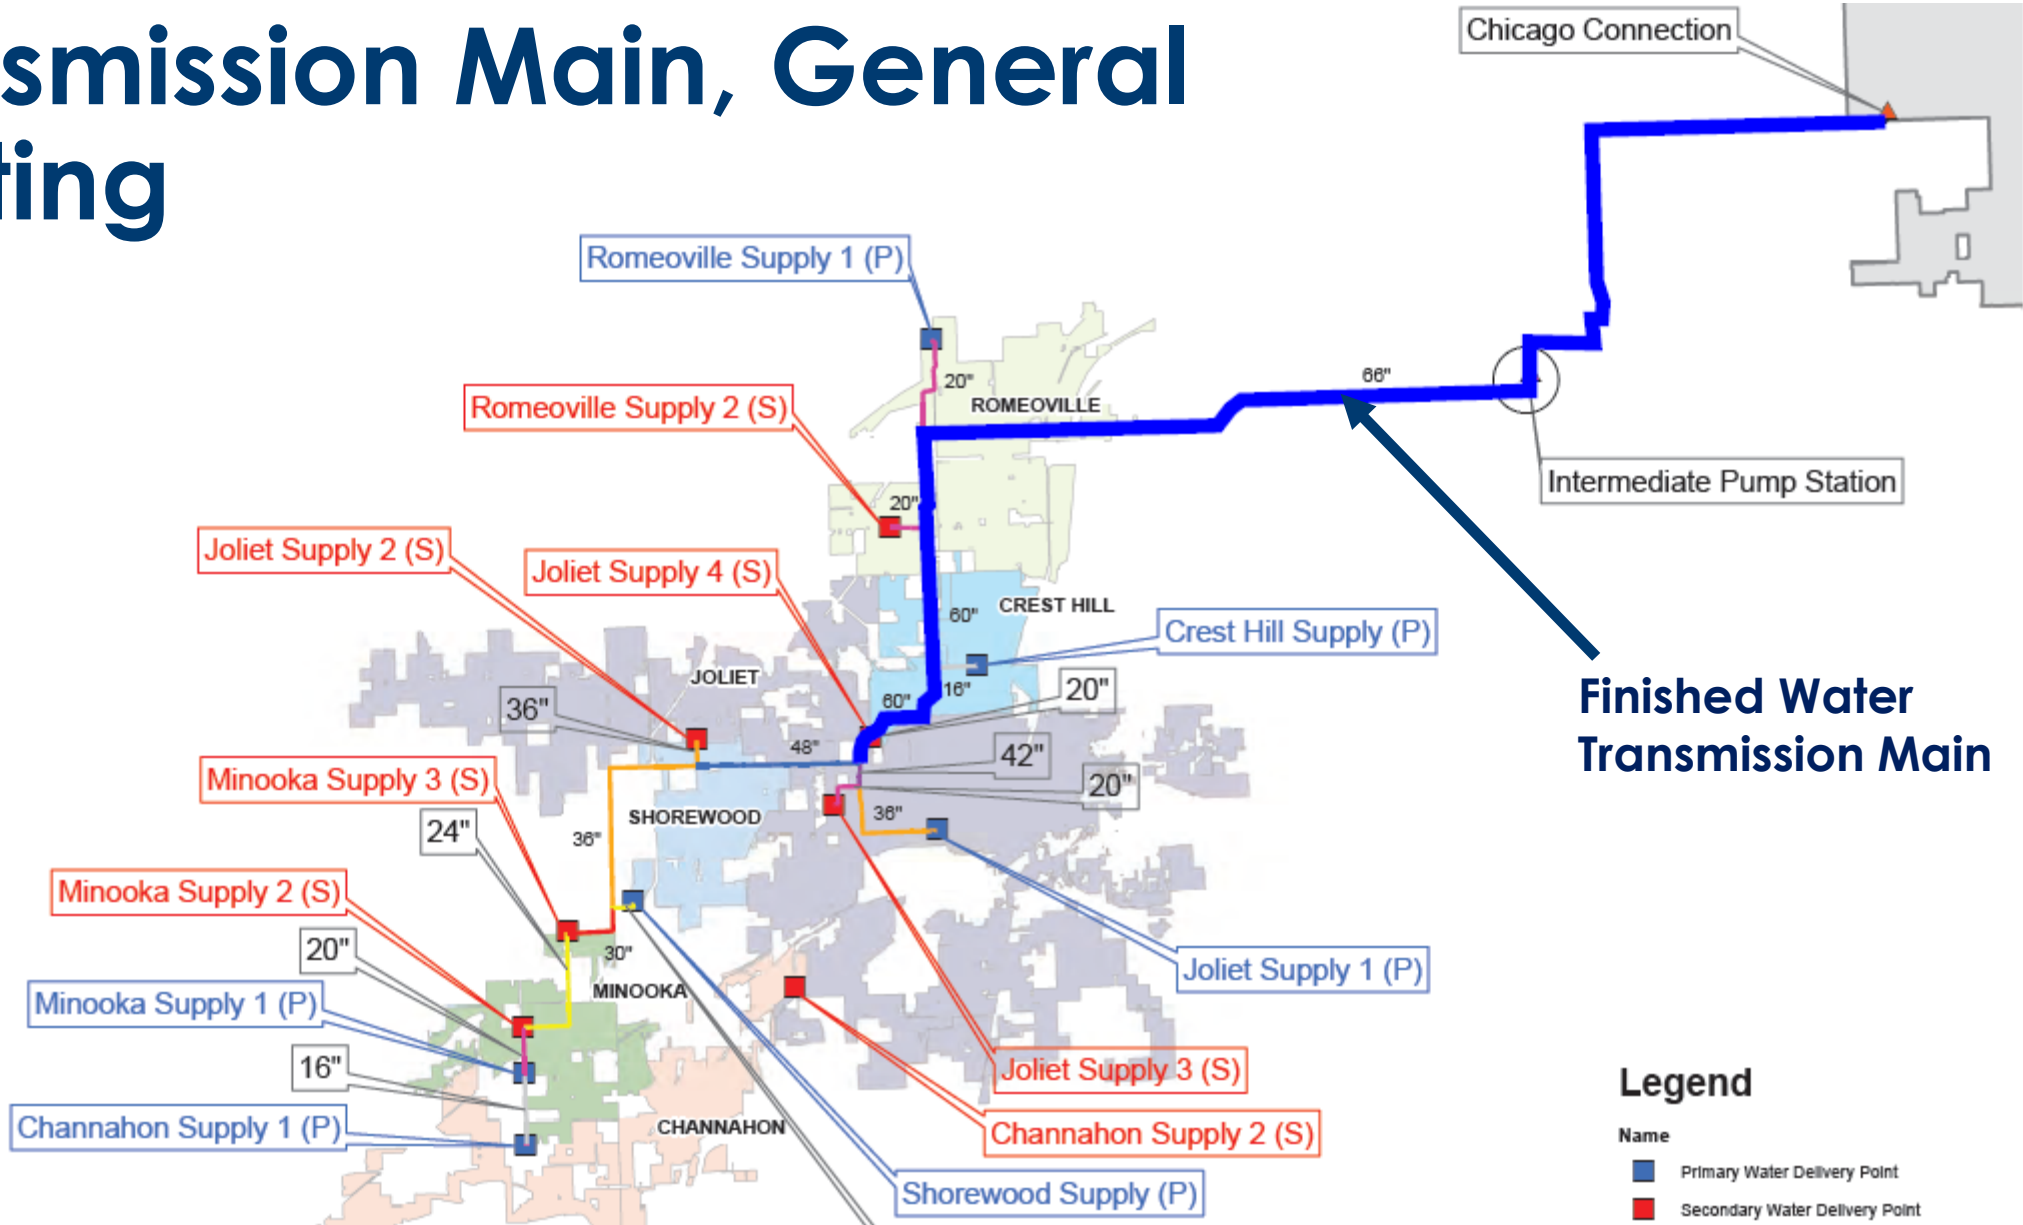 smission Main, General
ting
Chicago Connection
Romeoville Supply 1 (P)
20"
66"
ROMEOVILLE
Romeoville Supply 2 (S)
Intermediate Pump Station
20"
Joliet Supply 2 (S)
Joliet Supply 4 (S)
60"
CREST HILL
Crest Hill Supply (P)
JOLIET
16"
20"
36"
60"
Finished Water
Transmission Main
48"
42"
Minooka Supply 3 (S)
20"
SHOREWOOD
36"
24"
36"
Minooka Supply 2 (S)
20"
30"
Joliet Supply 1 (P)
MINOOKA
Minooka Supply 1 (P)
16"
Joliet Supply 3 (S)
Legend
Channahon Supply 1 (P)
CHANNAHON
Channahon Supply 2 (S)
Name
Primary Water Delivery Point
Shorewood Supply (P)
Secondary Water Delivery Point